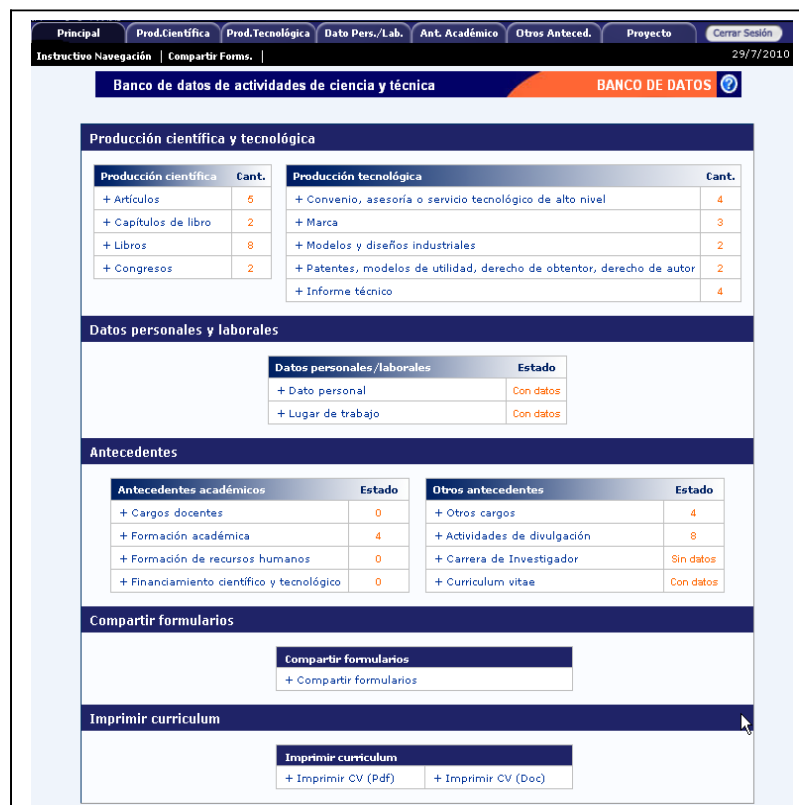 Principal Prod.Científica Prod.Tecnológica Dato Pers./Lab. Ant. Académico Otros Anteced. Proyecto Cerrar Sesión
Instructivo Navegación | Compartir Forms. | 29/7/2010
Banco de datos de actividades de ciencia y técnica BANCO DE DATOS ?
Producción científica y tecnológica
Producción científica Cant.
+ Artículos 5
+ Capítulos de libro 2
+ Libros 8
+ Congresos 2
Producción tecnológica Cant.
+ Convenio, asesoría o servicio tecnológico de alto nivel 4
+ Marca 3
+ Modelos y diseños industriales 2
+ Patentes, modelos de utilidad, derecho de obtentor, derecho de autor 2
+ Informe técnico 4
Datos personales y laborales
Datos personales/laborales Estado
+ Dato personal Con datos
+ Lugar de trabajo Con datos
Antecedentes
Antecedentes académicos Estado
+ Cargos docentes 0
+ Formación académica 4
+ Formación de recursos humanos 0
+ Financiamiento científico y tecnológico 0
Otros antecedentes Estado
+ Otros cargos 4
+ Actividades de divulgación 8
+ Carrera de Investigador Sin datos
+ Curriculum vitae Con datos
Compartir formularios
Compartir formularios
+ Compartir formularios
Imprimir curriculum
Imprimir curriculum
+ Imprimir CV (Pdf) + Imprimir CV (Doc)